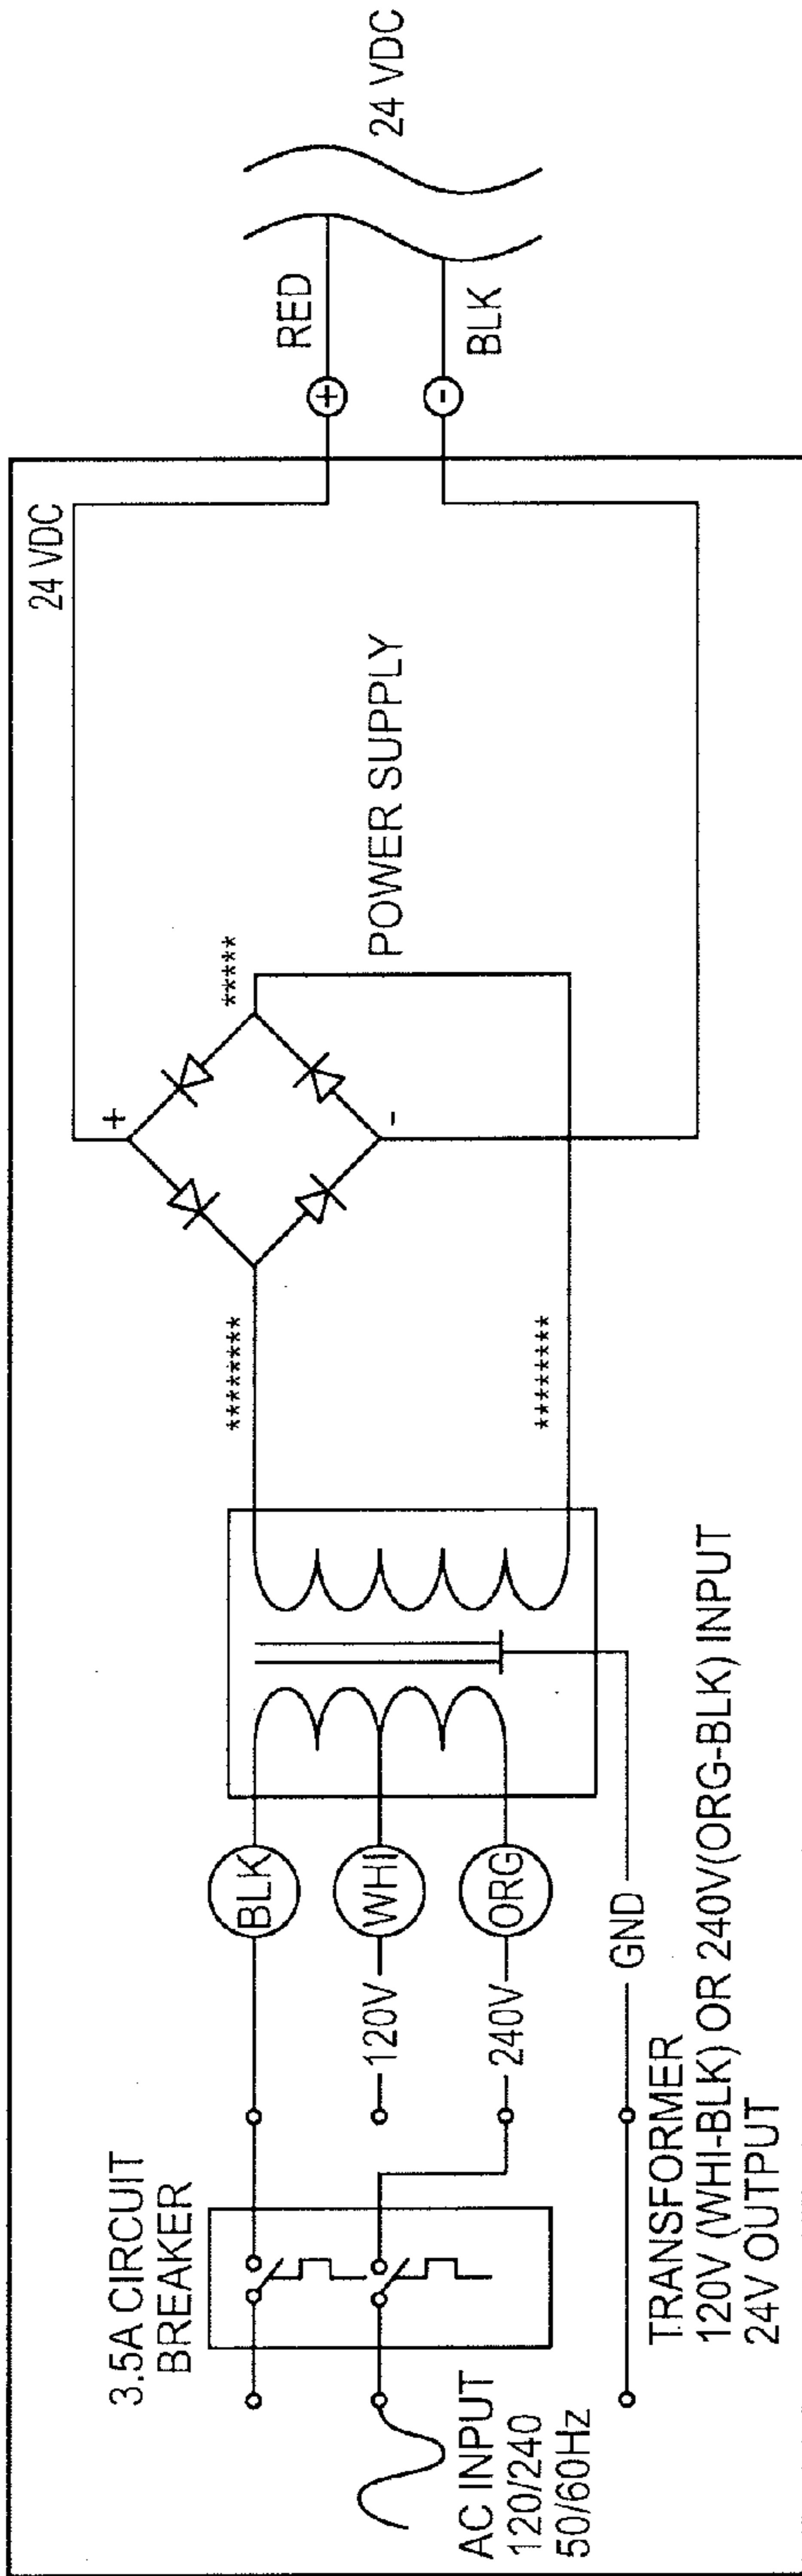 3.5A CIRCUIT
BREAKER
AC INPUT
120/240
50/60Hz
BLK
WHI
ORG
120V
240V
GND
TRANSFORMER
120V (WHI-BLK) OR 240V(ORG-BLK) INPUT
24V OUTPUT
*********
*********
*****
+
-
POWER SUPPLY
24 VDC
+
-
RED
BLK
24 VDC